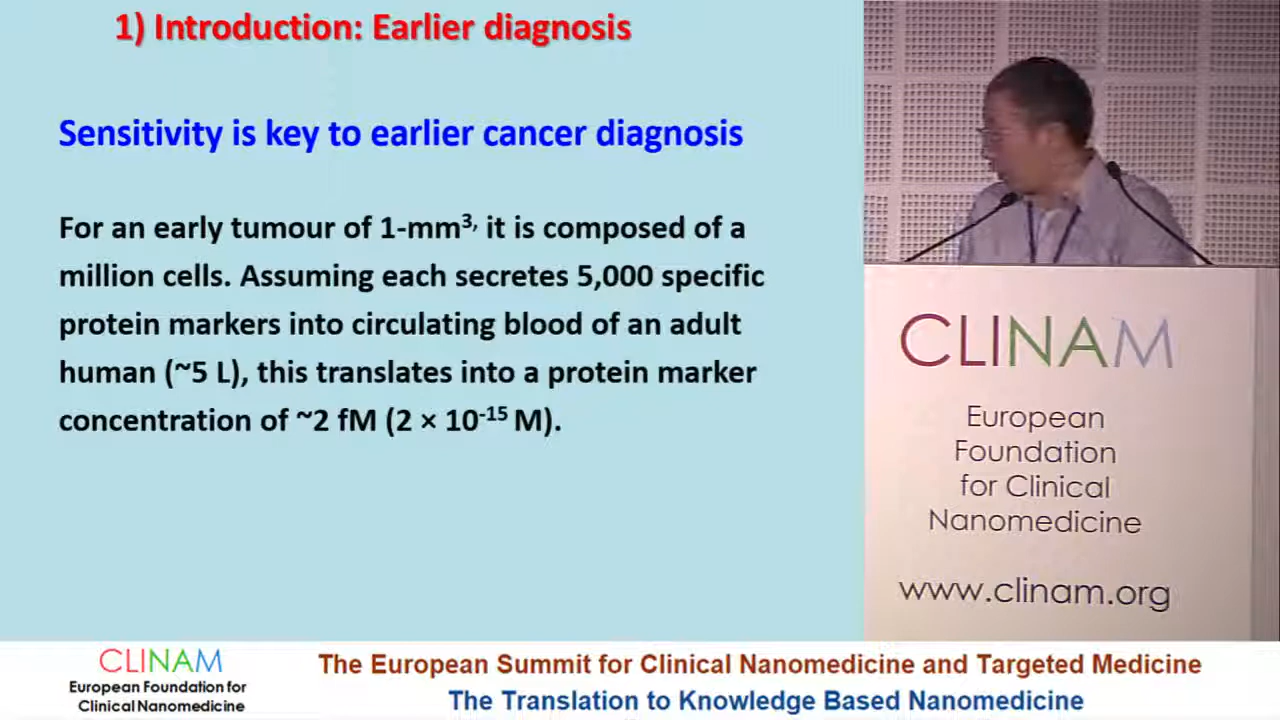 1) Introduction: Earlier diagnosis
Sensitivity is key to earlier cancer diagnosis
For an early tumour of 1-mm³, it is composed of a
million cells. Assuming each secretes 5,000 specific
protein markers into circulating blood of an adult
human (~5 L), this translates into a protein marker
concentration of ~2 fM (2 × 10⁻¹⁵ M).
CLINAM
European
Foundation
for Clinical
Nanomedicine
www.clinam.org
CLINAM
European Foundation for
Clinical Nanomedicine
The European Summit for Clinical Nanomedicine and Targeted Medicine
The Translation to Knowledge Based Nanomedicine